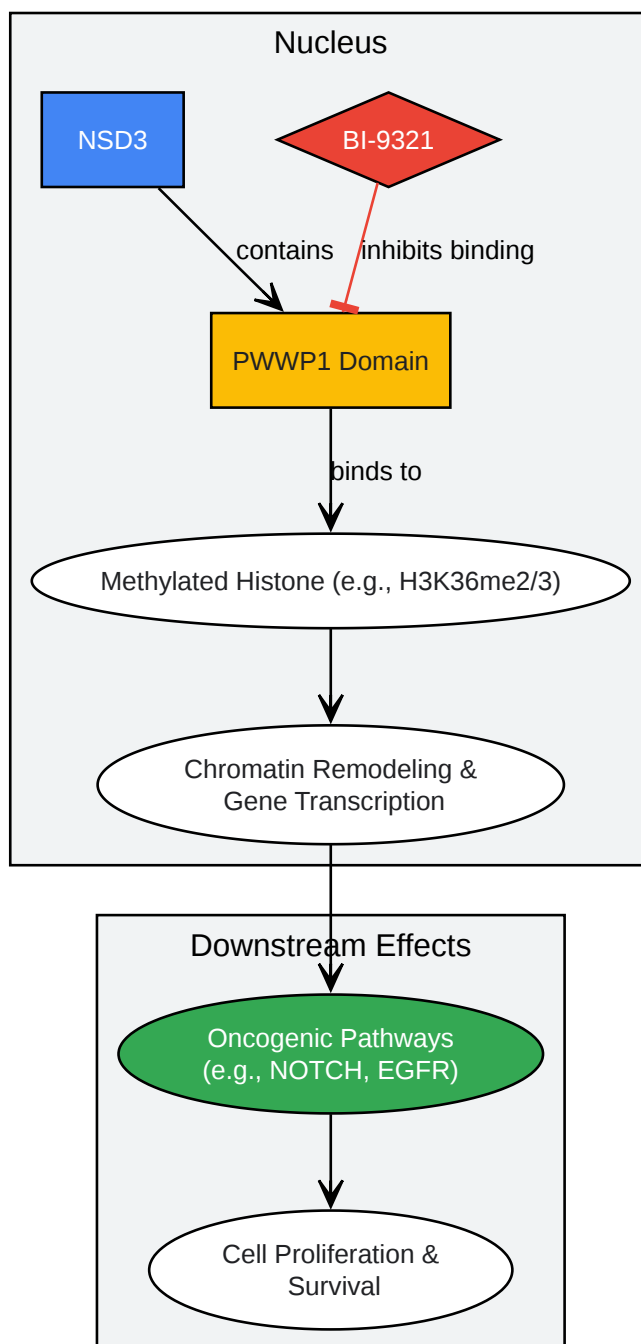 Nucleus
NSD3
BI-9321
contains
inhibits binding
PWWP1 Domain
binds to
Methylated Histone (e.g., H3K36me2/3)
Chromatin Remodeling &
Gene Transcription
Downstream Effects
Oncogenic Pathways
(e.g., NOTCH, EGFR)
Cell Proliferation &
Survival